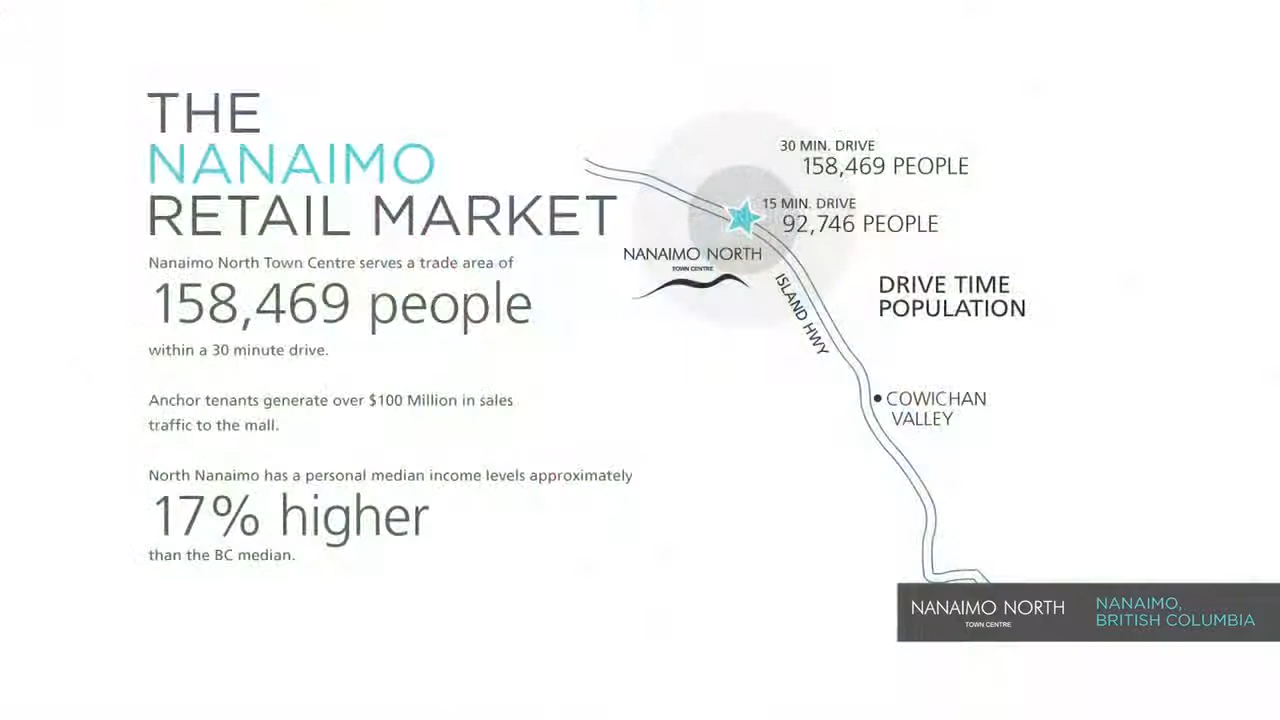 THE
NANAIMO
RETAIL MARKET
Nanaimo North Town Centre serves a trade area of
158,469 people
within a 30 minute drive.
Anchor tenants generate over $100 Million in sales
traffic to the mall.
North Nanaimo has a personal median income levels approximately
17% higher
than the BC median.
30 MIN. DRIVE
158,469 PEOPLE
15 MIN. DRIVE
92,746 PEOPLE
NANAIMO NORTH
TOWN CENTRE
ISLAND HWY
DRIVE TIME
POPULATION
COWICHAN
VALLEY
NANAIMO NORTH
TOWN CENTRE
NANAIMO,
BRITISH COLUMBIA